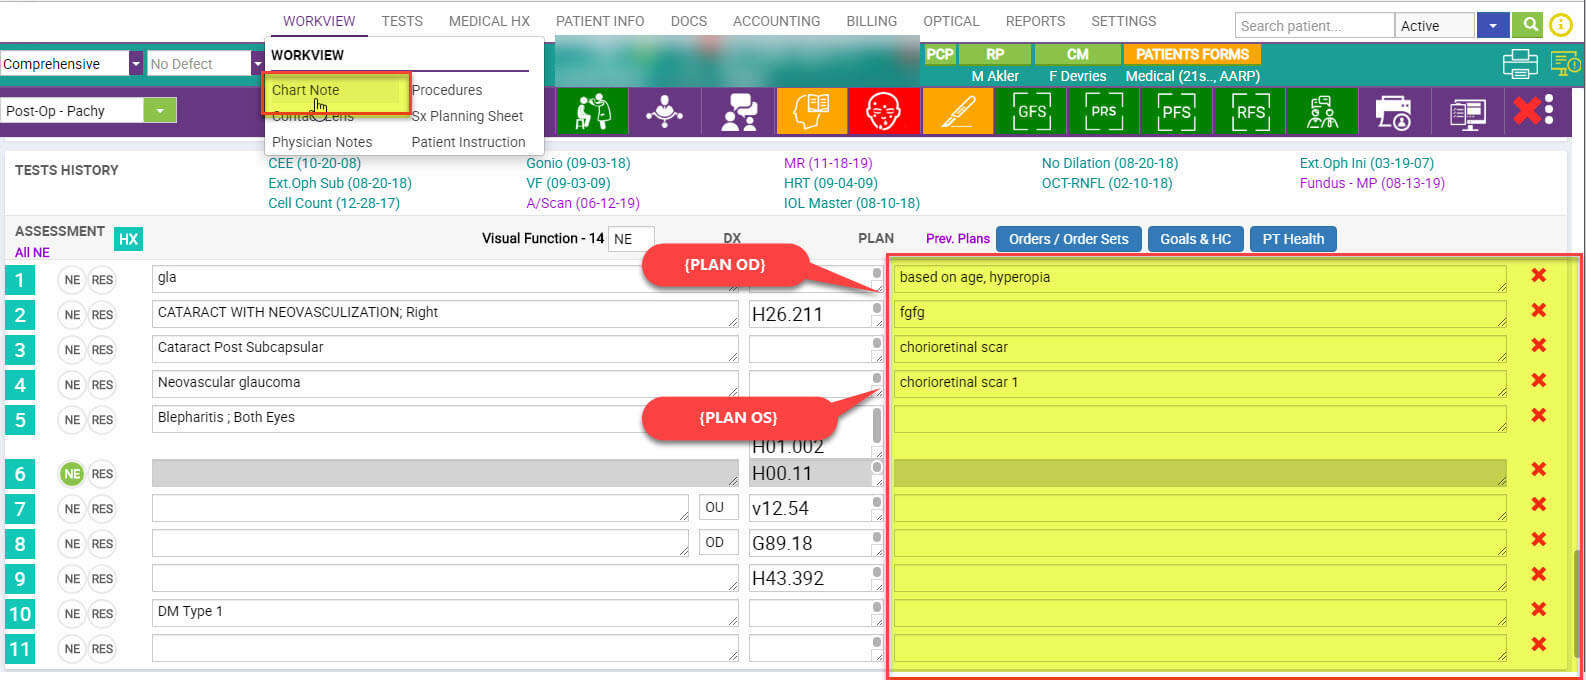 WORKVIEW TESTS MEDICAL HX PATIENT INFO DOCS ACCOUNTING BILLING OPTICAL REPORTS SETTINGS Search patient... Active
WORKVIEW
Comprehensive No Defect
PCP RP CM PATIENTS FORMS
M Akler F Devries Medical (21s.., AARP)
Chart Note Procedures
Contact Lens Sx Planning Sheet
Physician Notes Patient Instruction
Post-Op - Pachy
GFS PRS PFS RFS
TESTS HISTORY
CEE (10-20-08) Gonio (09-03-18) MR (11-18-19) No Dilation (08-20-18) Ext.Oph Ini (03-19-07)
Ext.Oph Sub (08-20-18) VF (09-03-09) HRT (09-04-09) OCT-RNFL (02-10-18) Fundus - MP (08-13-19)
Cell Count (12-28-17) A/Scan (06-12-19) IOL Master (08-10-18)
ASSESSMENT HX Visual Function - 14 NE DX PLAN Prev. Plans Orders / Order Sets Goals & HC PT Health
All NE
{PLAN OD}
1 NE RES gla based on age, hyperopia
2 NE RES CATARACT WITH NEOVASCULIZATION; Right H26.211 fgfg
3 NE RES Cataract Post Subcapsular chorioretinal scar
4 NE RES Neovascular glaucoma chorioretinal scar 1
{PLAN OS}
5 NE RES Blepharitis ; Both Eyes H01.002
6 NE RES H00.11
7 NE RES OU v12.54
8 NE RES OD G89.18
9 NE RES H43.392
10 NE RES DM Type 1
11 NE RES